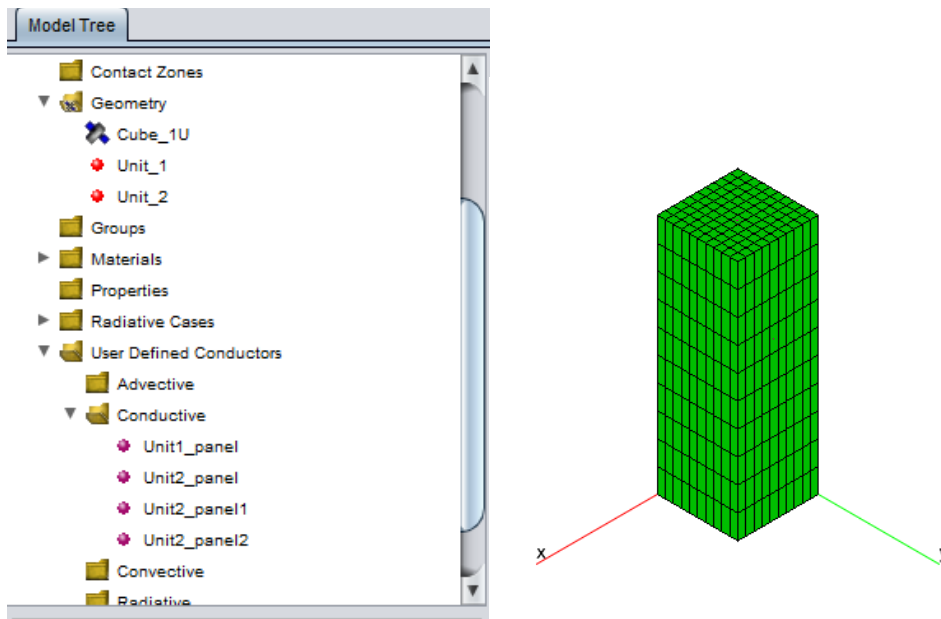 Model Tree
Contact Zones
Geometry
Cube_1U
Unit_1
Unit_2
Groups
Materials
Properties
Radiative Cases
User Defined Conductors
Advective
Conductive
Unit1_panel
Unit2_panel
Unit2_panel1
Unit2_panel2
Convective
Radiative
x
y